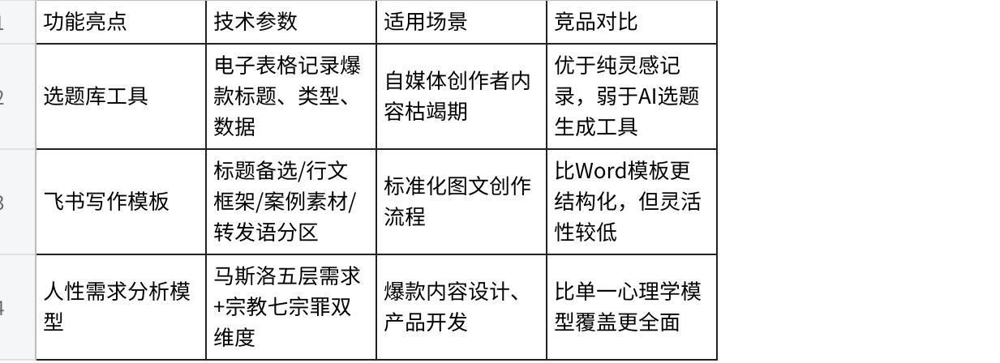 1
功能亮点
技术参数
适用场景
竞品对比
2
选题库工具
电子表格记录爆
款标题、类型、
数据
自媒体创作者内
容枯竭期
优于纯灵感记
录，弱于AI选题
生成工具
3
飞书写作模板
标题备选/行文
框架/案例素材/
转发语分区
标准化图文创作
流程
比Word模板更
结构化，但灵活
性较低
4
人性需求分析模
型
马斯洛五层需求
+宗教七宗罪双
维度
爆款内容设计、
产品开发
比单一心理学模
型覆盖更全面